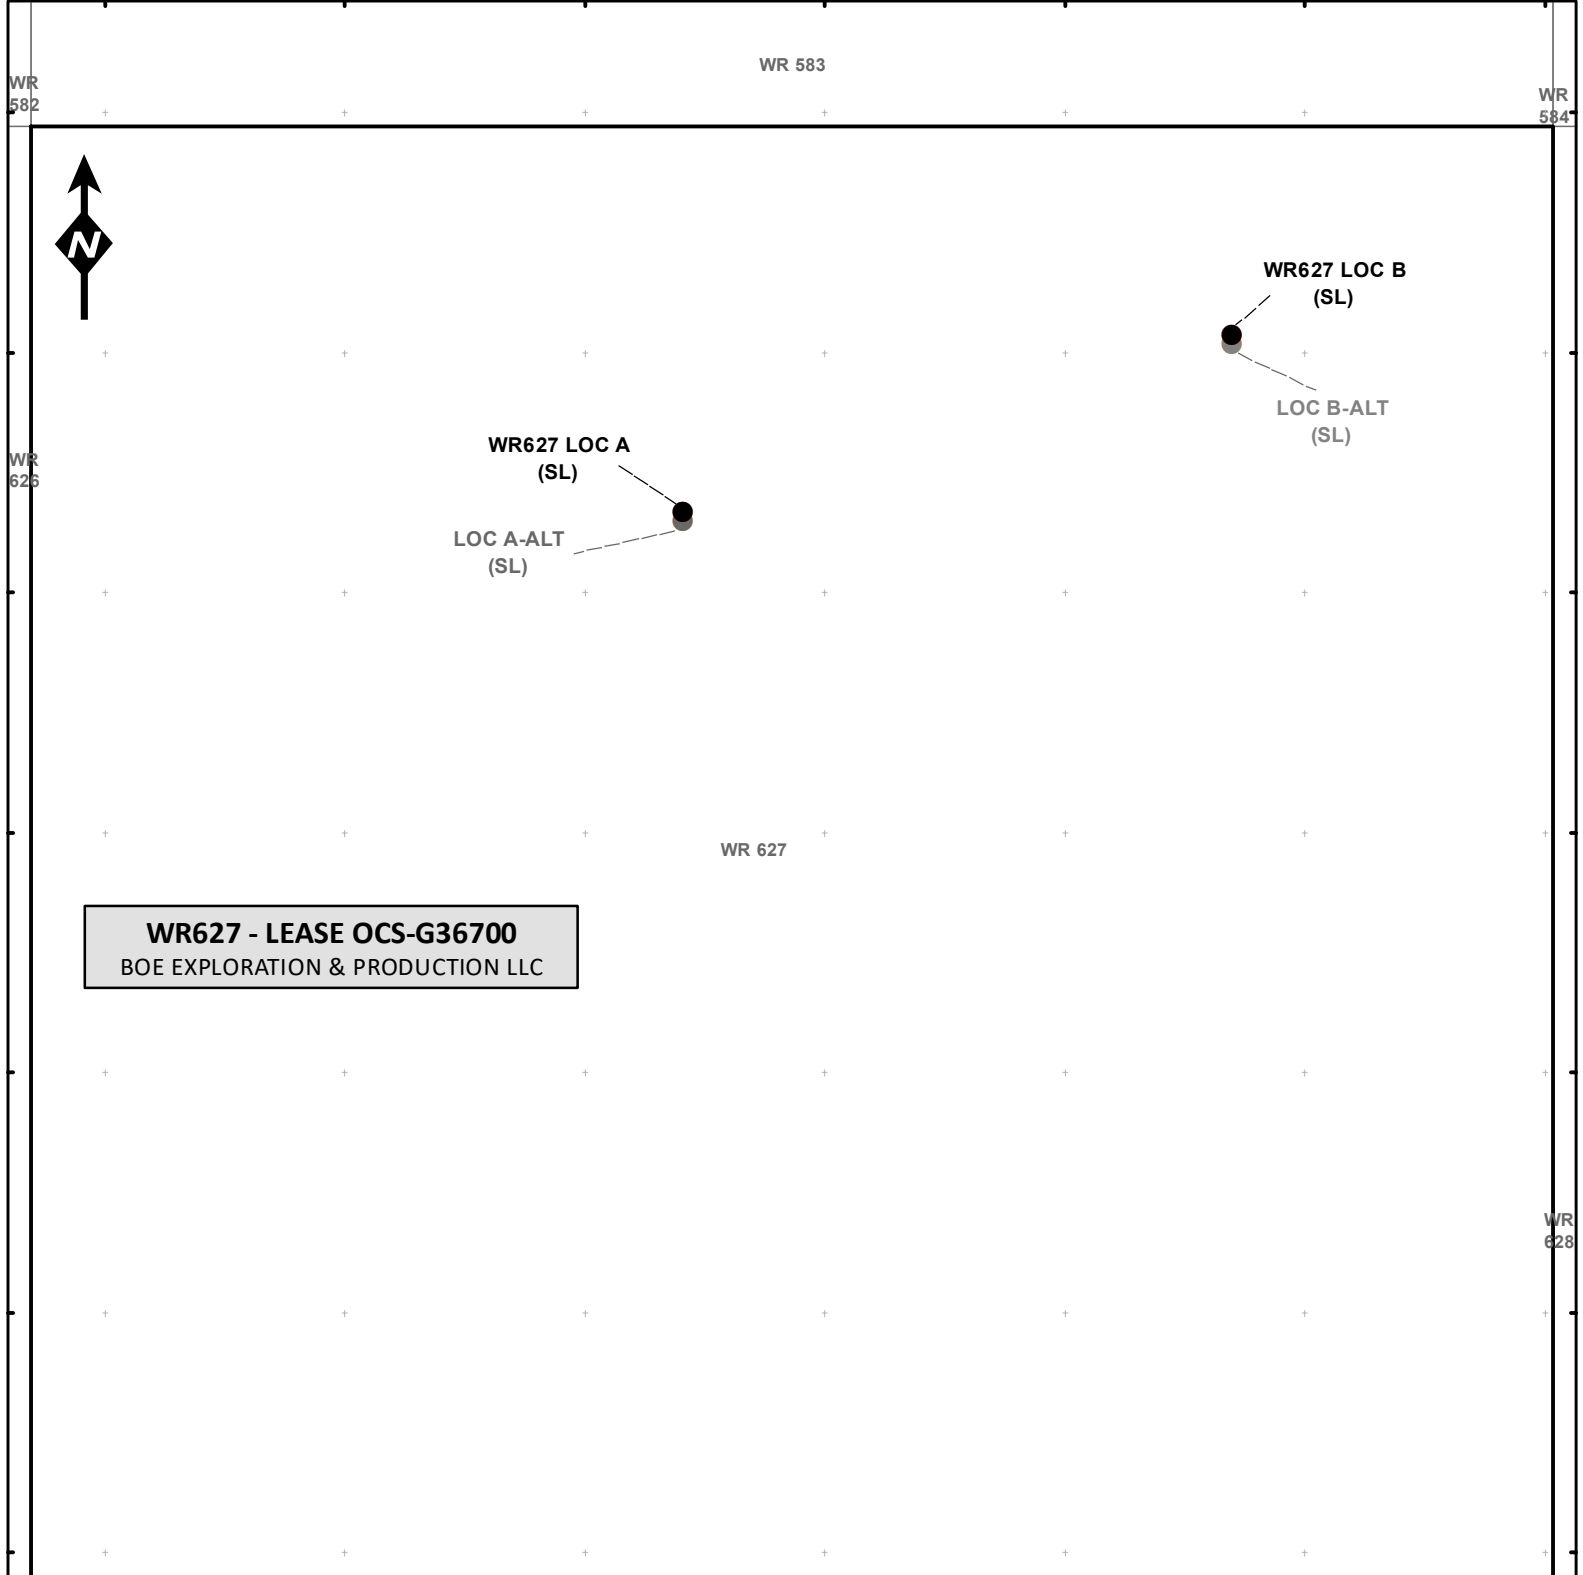 WR 583
WR
582
WR
584
N
WR627 LOC B
(SL)
LOC B-ALT
(SL)
WR627 LOC A
(SL)
WR
626
LOC A-ALT
(SL)
WR 627
WR627 - LEASE OCS-G36700
BOE EXPLORATION & PRODUCTION LLC
WR
628